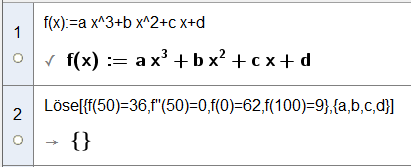 1
f(x):=a x^3+b x^2+c x+d
✓ f(x) := a x³ + b x² + c x + d
2
Löse[{f(50)=36,f''(50)=0,f(0)=62,f(100)=9},{a,b,c,d}]
→ {}